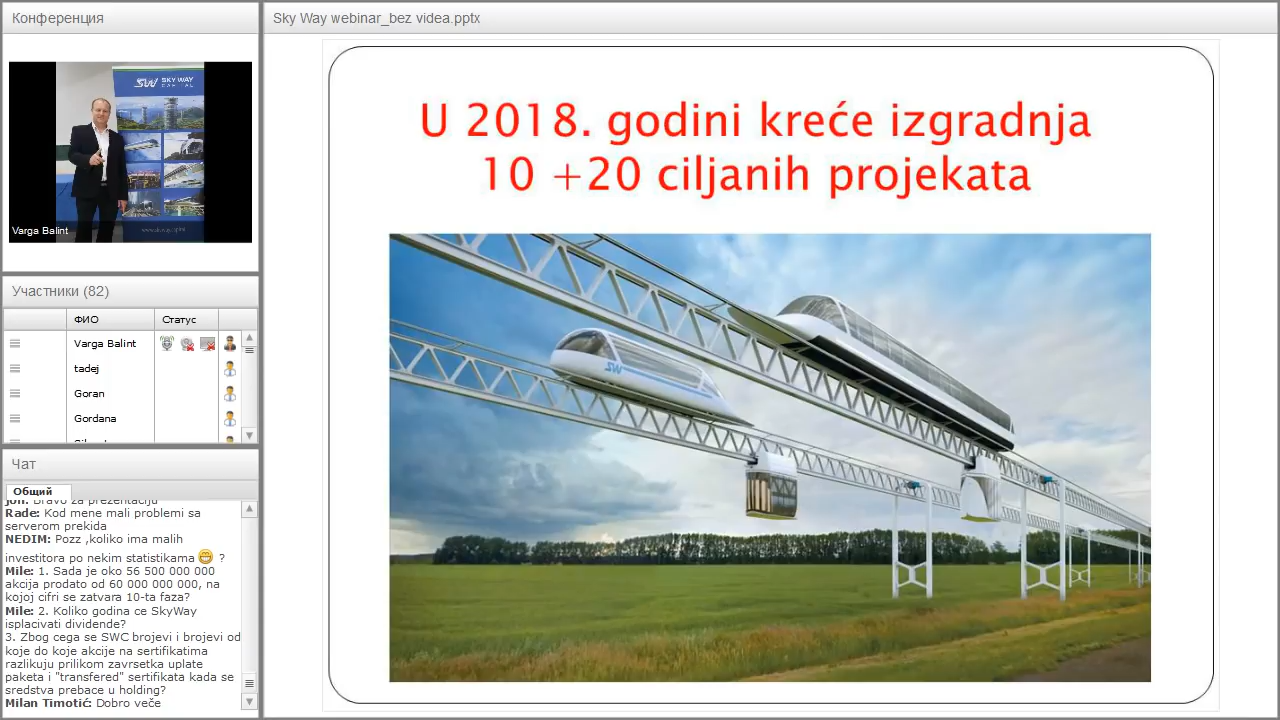 Конференция
SKY WAY
CAPITAL
Varga Balint
Участники (82)
ФИО
Статус
Varga Balint
tadej
Goran
Gordana
Чат
Общий
jon: Bravo za prezentaciju
Rade: Kod mene mali problemi sa
serverom prekida
NEDIM: Pozz ,koliko ima malih
investitora po nekim statistikama ?
Mile: 1. Sada je oko 56 500 000 000
akcija prodato od 60 000 000 000, na
kojoj cifri se zatvara 10-ta faza?
Mile: 2. Koliko godina ce SkyWay
isplacivati dividende?
3. Zbog cega se SWC brojevi i brojevi od
koje do koje akcije na sertifikatima
razlikuju prilikom zavrsetka uplate
paketa i "transfered" sertifikata kada se
sredstva prebace u holding?
Milan Timotić: Dobro veče
Sky Way webinar_bez videa.pptx
U 2018. godini kreće izgradnja
10 +20 ciljanih projekata
SW